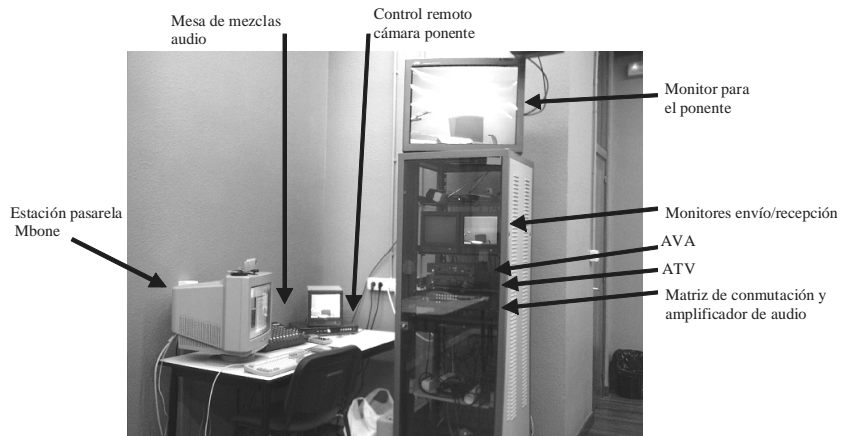 Mesa de mezclas
audio
Control remoto
cámara ponente
Monitor para
el ponente
Estación pasarela
Mbone
Monitores envío/recepción
AVA
ATV
Matriz de conmutación y
amplificador de audio